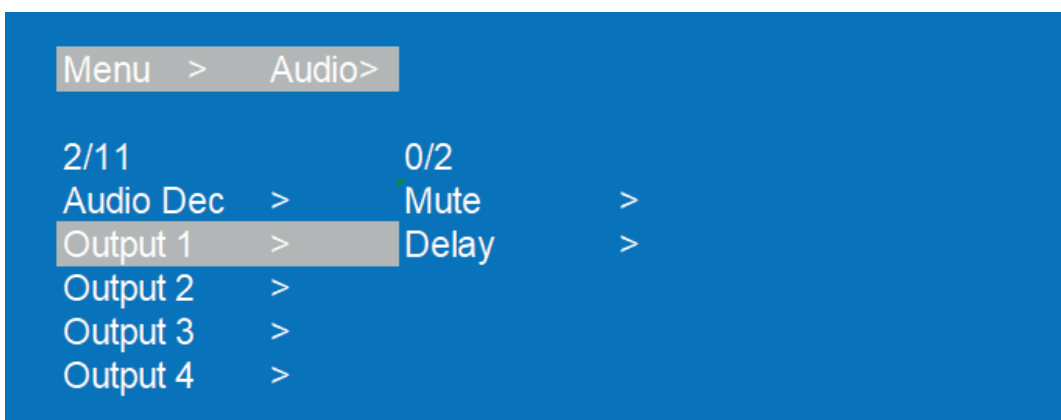 Menu > Audio>
2/11 0/2
Audio Dec > Mute >
Output 1 > Delay >
Output 2 >
Output 3 >
Output 4 >